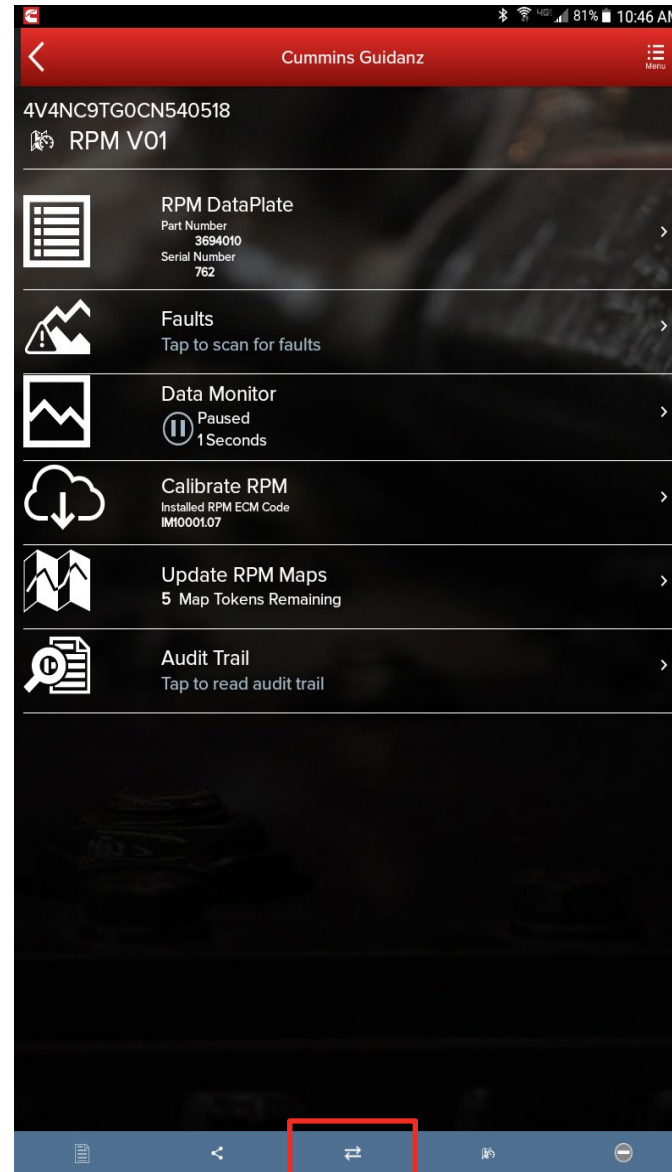 4G 81% 10:46 AM
Cummins Guidanz
Menu
4V4NC9TG0CN540518
RPM V01
RPM DataPlate
Part Number
3694010
Serial Number
762
Faults
Tap to scan for faults
Data Monitor
Paused
1 Seconds
Calibrate RPM
Installed RPM ECM Code
IM10001.07
Update RPM Maps
5 Map Tokens Remaining
Audit Trail
Tap to read audit trail